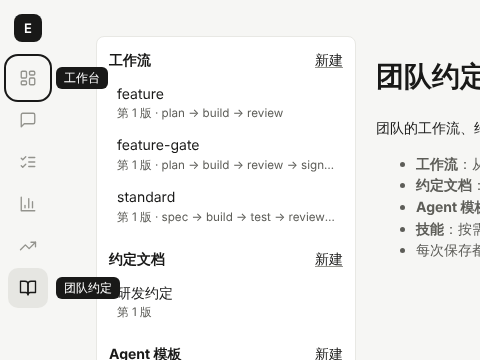 E
工作台
团队约定
工作流 新建
feature
第 1 版 · plan → build → review
feature-gate
第 1 版 · plan → build → review → sign...
standard
第 1 版 · spec → build → test → review...
约定文档 新建
研发约定
第 1 版
Agent 模板 新建
团队约定
团队的工作流、
工作流：从
约定文档：
Agent 模
技能：按需
每次保存都